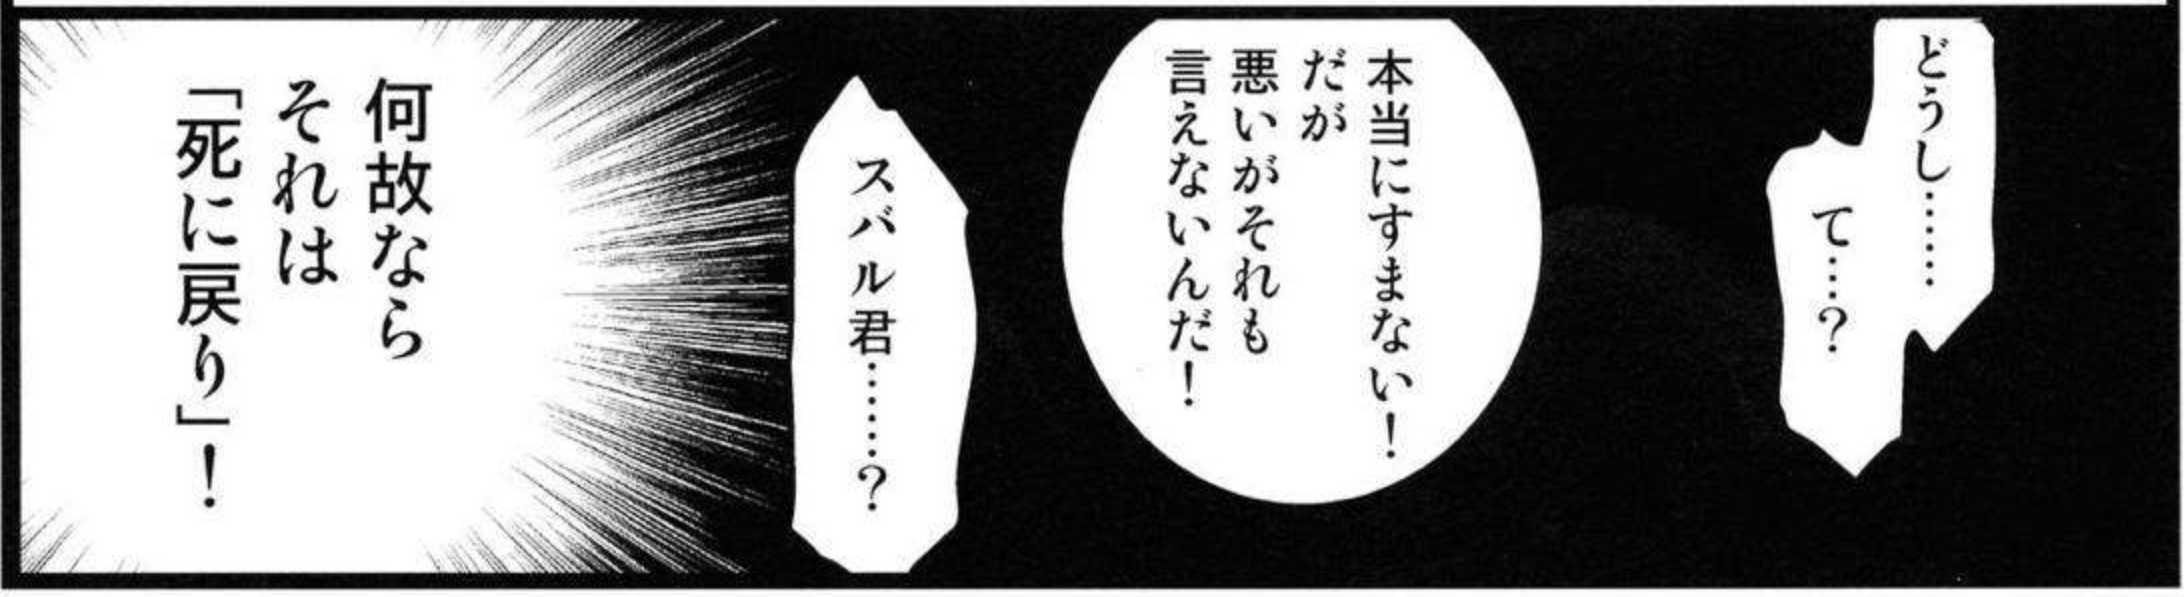 どうし……
て…?
本当にすまない!
だが
悪いがそれも
言えないんだ!
スバル君……?
何故なら
それは
「死に戻り」!